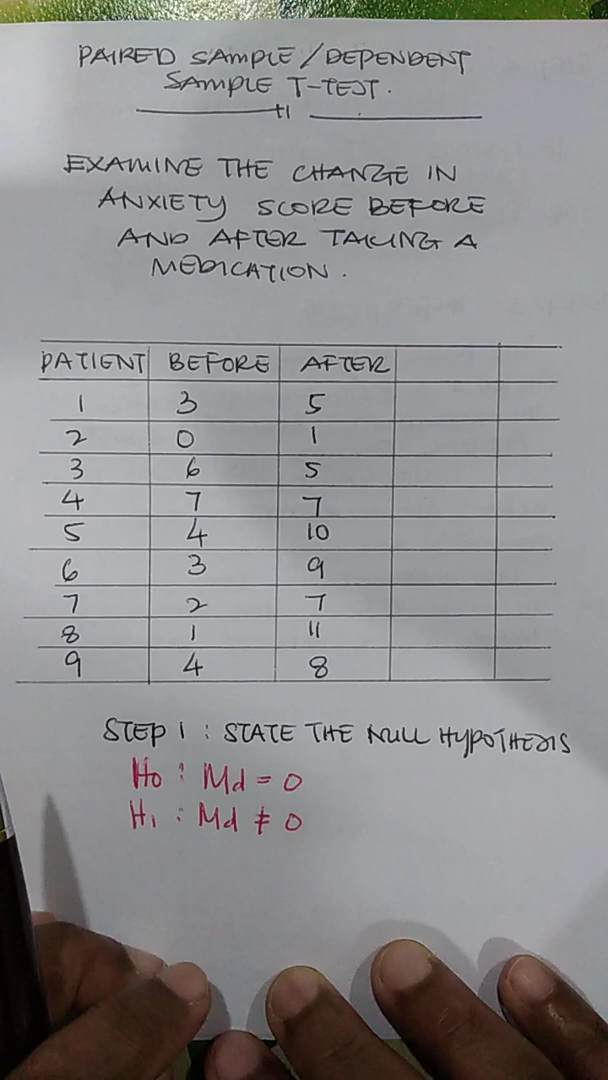 PAIRED SAMPLE/DEPENDENT
SAMPLE T-TEST.
EXAMINE THE CHANGE IN
ANXIETY SCORE BEFORE
AND AFTER TAKING A
MEDICATION.
PATIENT BEFORE AFTER
1 3 5
2 0 1
3 6 5
4 7 7
5 4 10
6 3 9
7 2 7
8 1 11
9 4 8
STEP 1 : STATE THE NULL HYPOTHESIS
H0 : Md = 0
H1 : Md ≠ 0